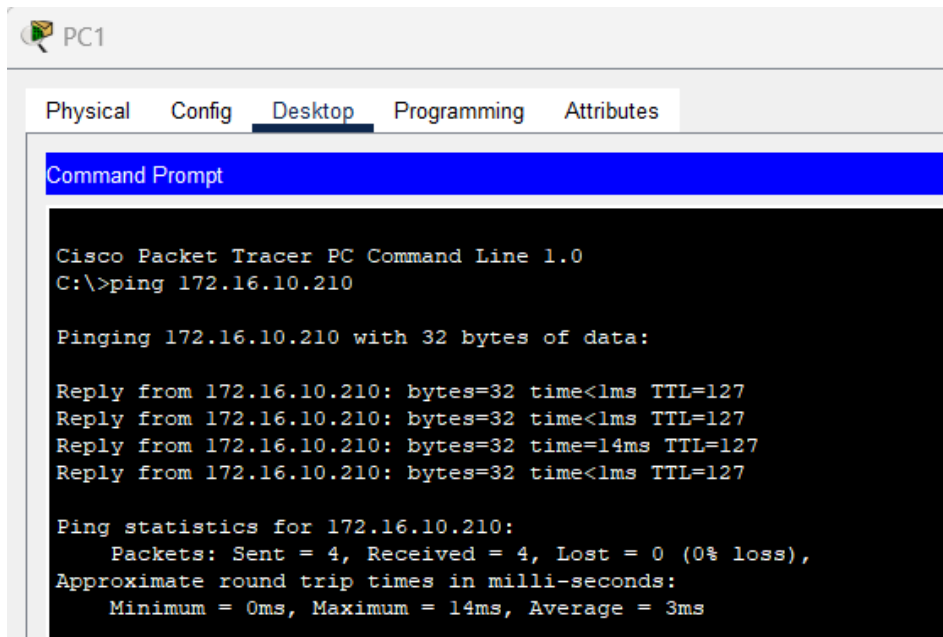 PC1
Physical Config Desktop Programming Attributes
Command Prompt
Cisco Packet Tracer PC Command Line 1.0
C:\>ping 172.16.10.210
Pinging 172.16.10.210 with 32 bytes of data:
Reply from 172.16.10.210: bytes=32 time<1ms TTL=127
Reply from 172.16.10.210: bytes=32 time<1ms TTL=127
Reply from 172.16.10.210: bytes=32 time=14ms TTL=127
Reply from 172.16.10.210: bytes=32 time<1ms TTL=127
Ping statistics for 172.16.10.210:
Packets: Sent = 4, Received = 4, Lost = 0 (0% loss),
Approximate round trip times in milli-seconds:
Minimum = 0ms, Maximum = 14ms, Average = 3ms